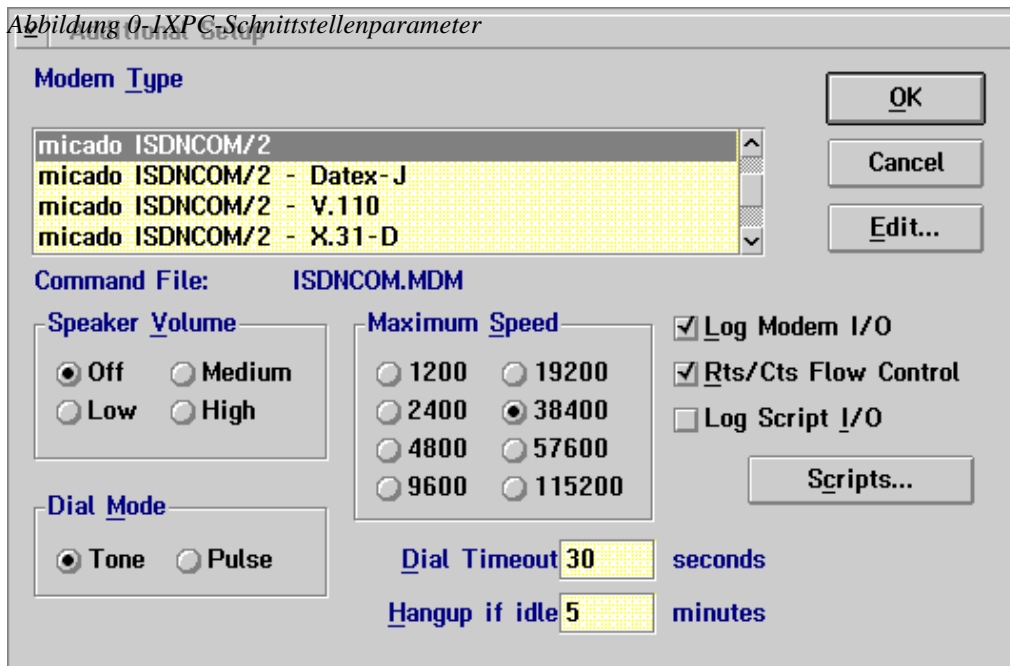 Abbildung 0-1XPC-Schnittstellenparameter
Additional Setup
Modem Type
OK
micado ISDNCOM/2
Cancel
micado ISDNCOM/2 - Datex-J
micado ISDNCOM/2 - V.110
Edit...
micado ISDNCOM/2 - X.31-D
Command File: ISDNCOM.MDM
Speaker Volume
Off Medium
Low High
Maximum Speed
1200 19200
2400 38400
4800 57600
9600 115200
Log Modem I/O
Rts/Cts Flow Control
Log Script I/O
Scripts...
Dial Mode
Tone Pulse
Dial Timeout 30 seconds
Hangup if idle 5 minutes